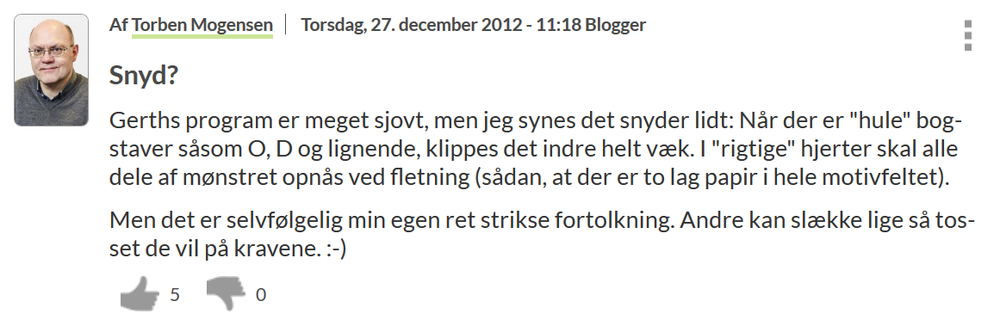 Af Torben Mogensen | Torsdag, 27. december 2012 - 11:18 Blogger
Snyd?
Gerths program er meget sjovt, men jeg synes det snyder lidt: Når der er "hule" bog-
staver såsom O, D og lignende, klippes det indre helt væk. I "rigtige" hjerter skal alle
dele af mønstret opnås ved fletning (sådan, at der er to lag papir i hele motivfeltet).
Men det er selvfølgelig min egen ret strikse fortolkning. Andre kan slække lige så tos-
set de vil på kravene. :-)
5 0